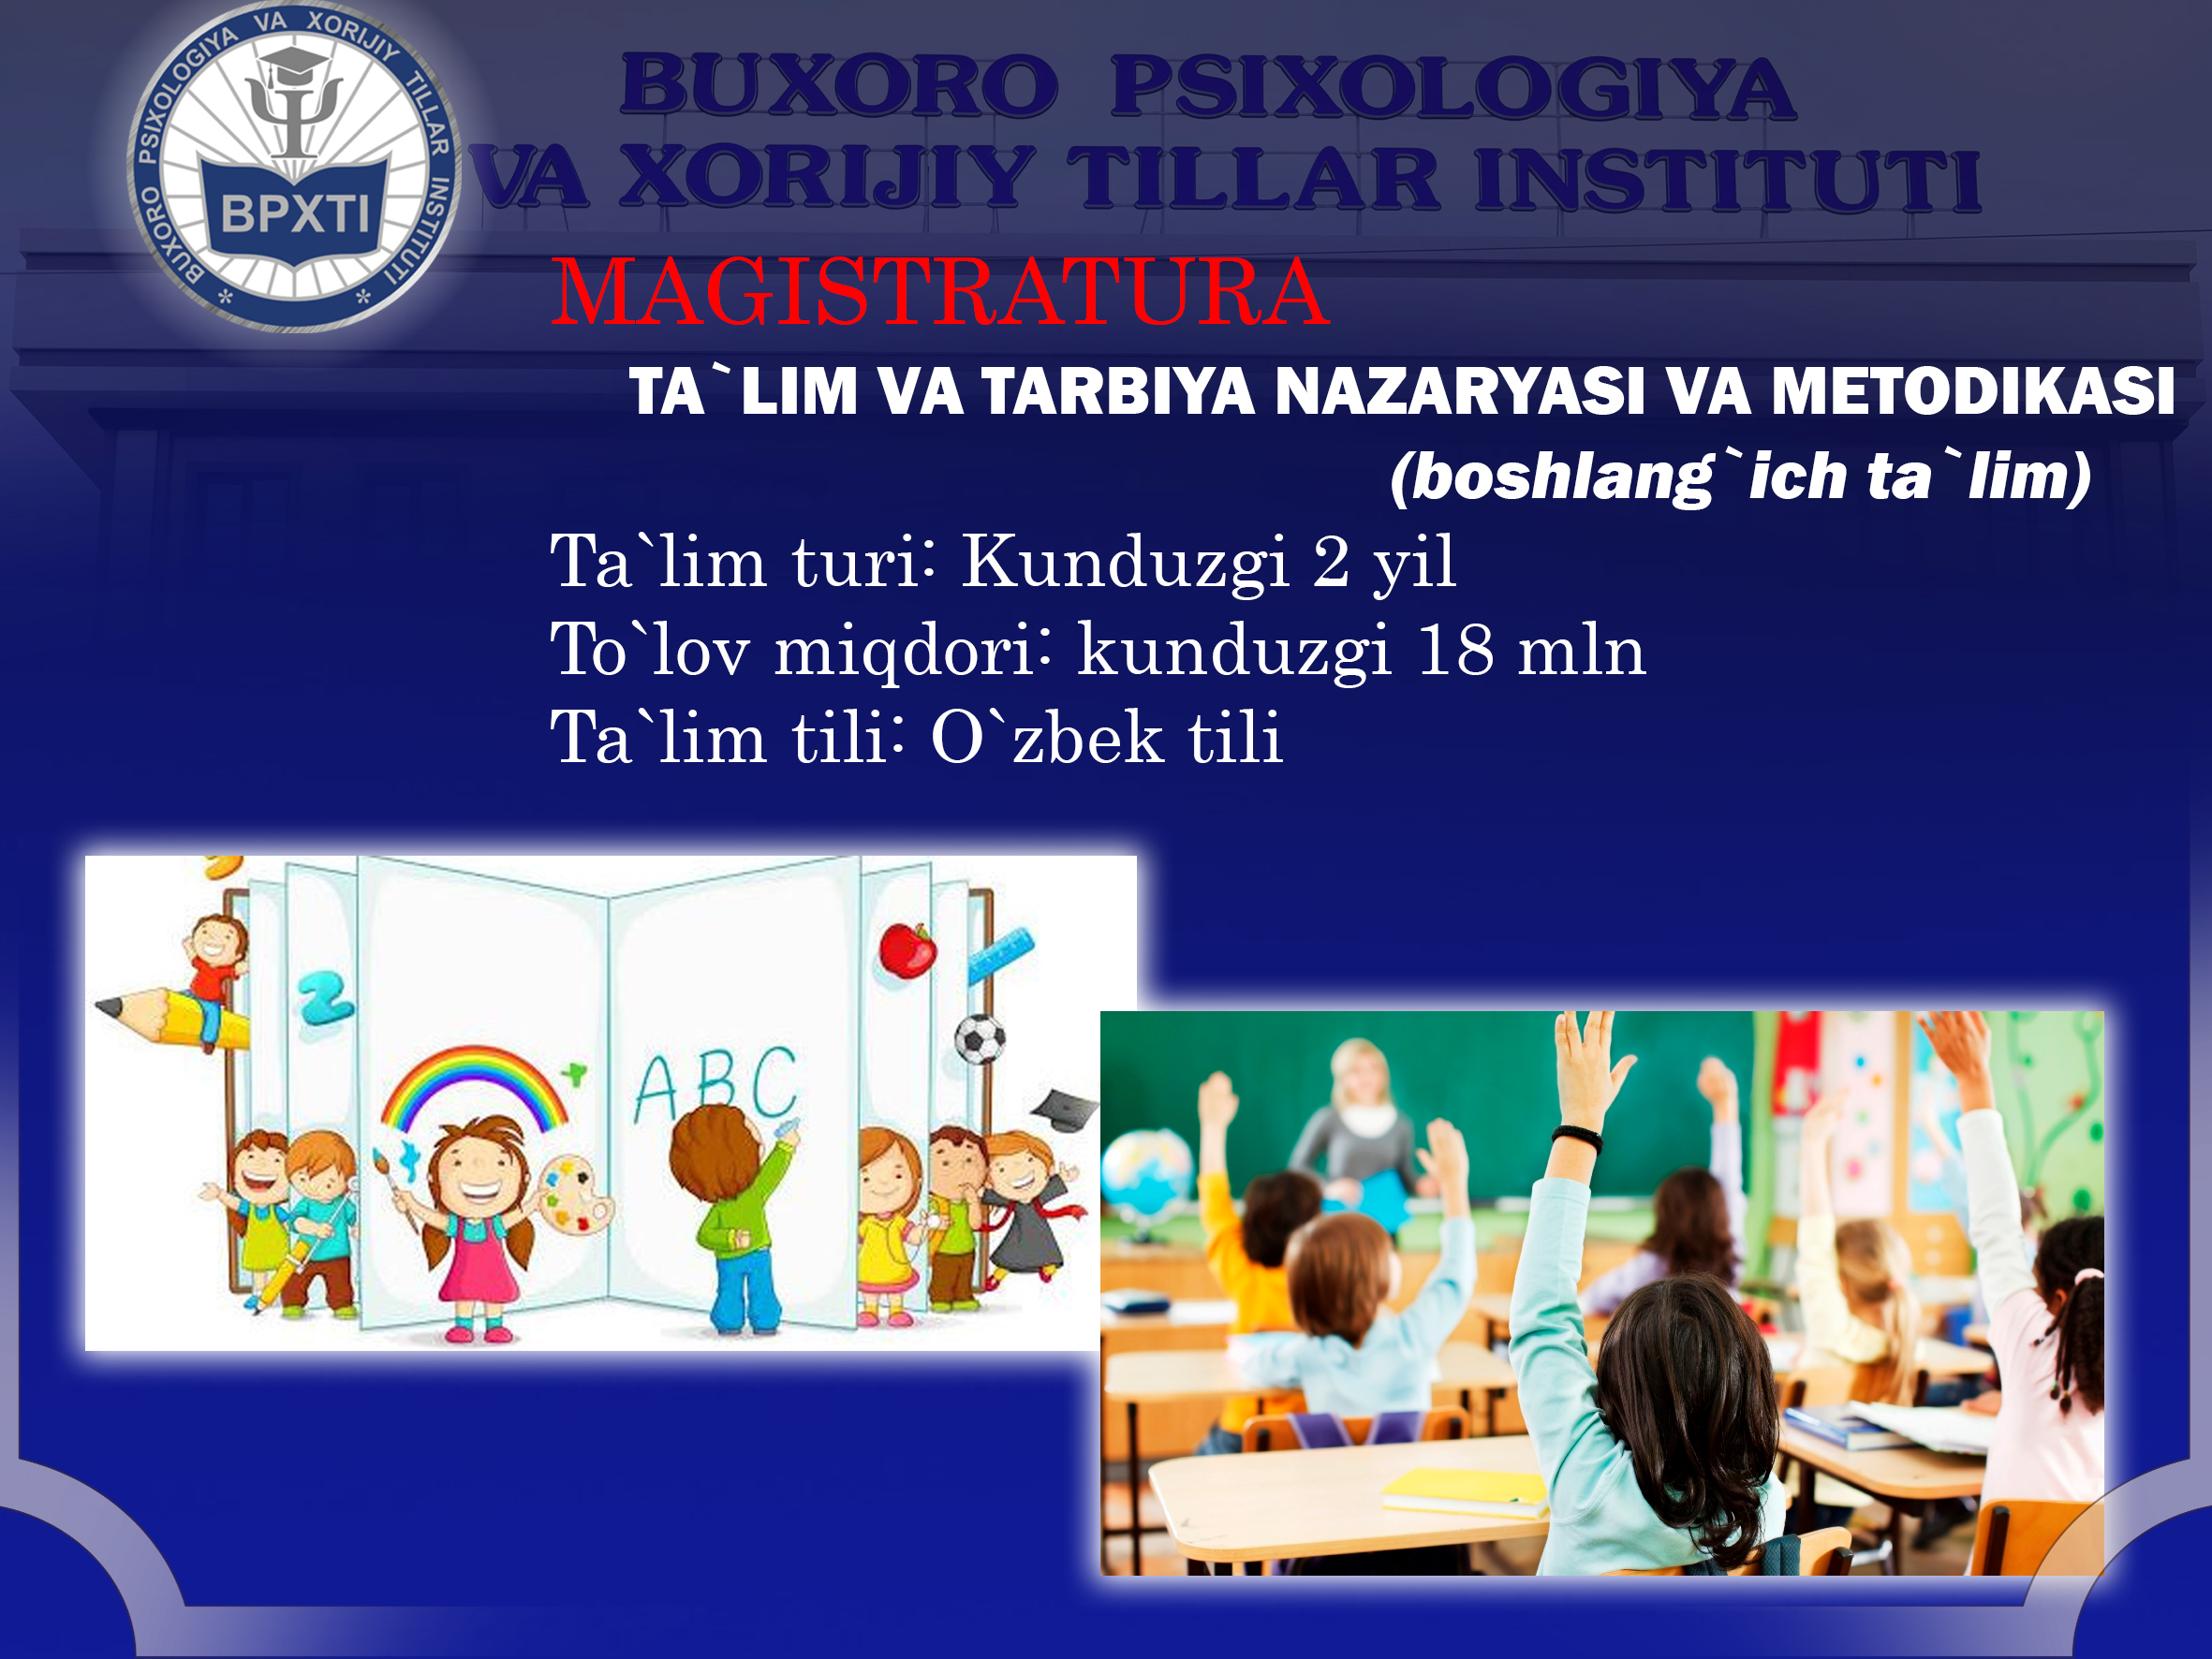 BUXORO PSIXOLOGIYA VA XORIJIY TILLAR INSTITUTI
BPXTI
BUXORO PSIXOLOGIYA
VA XORIJIY TILLAR INSTITUTI
MAGISTRATURA
TA`LIM VA TARBIYA NAZARYASI VA METODIKASI
(boshlang`ich ta`lim)
Ta`lim turi: Kunduzgi 2 yil
To`lov miqdori: kunduzgi 18 mln
Ta`lim tili: O`zbek tili
2
ABC